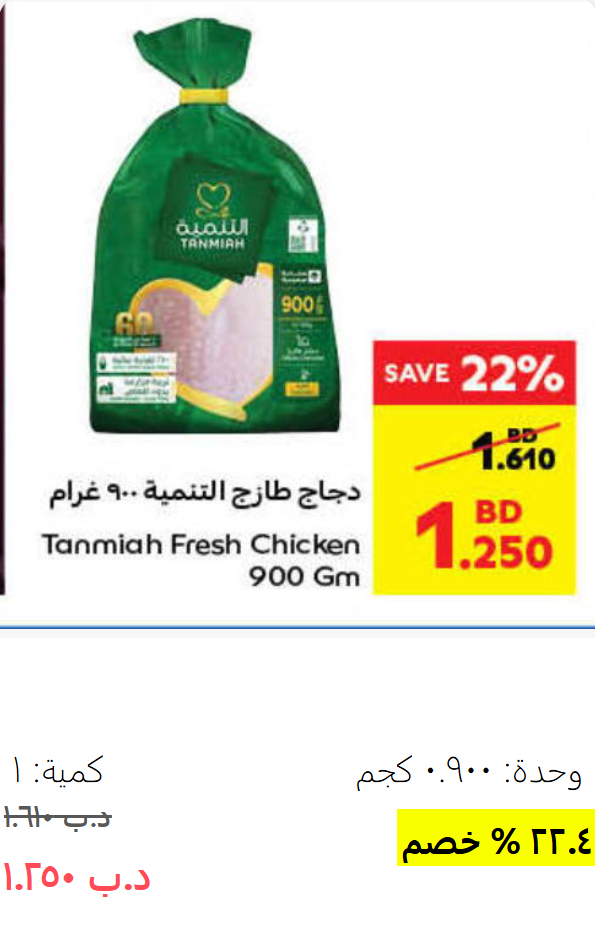 التنمية
TANMIAH
900
60
SAVE 22%
BD
1.610
BD
1.250
دجاج طازج التنمية ٩٠٠ غرام
Tanmiah Fresh Chicken
900 Gm
وحدة: ٠.٩٠٠ كجم
كمية: ١
د.ب ١.٦١٠
٢٢.٤ % خصم
د.ب ١.٢٥٠